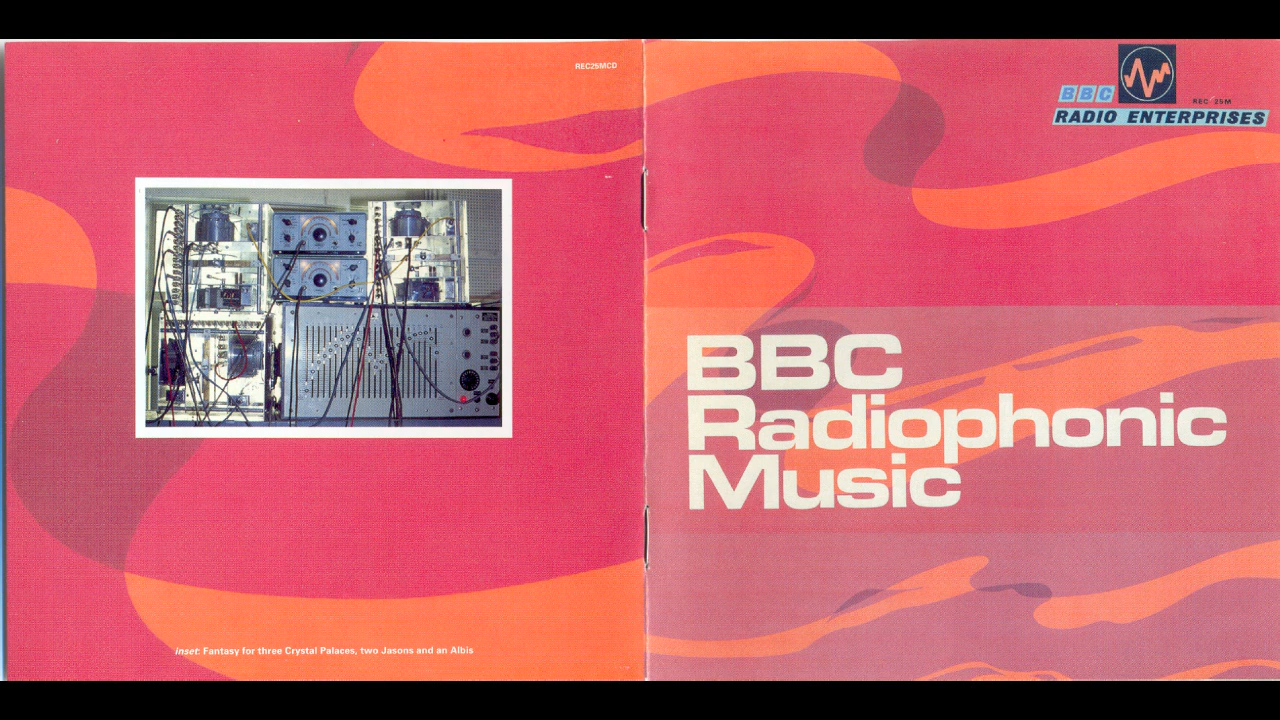 REC25MCD
inset: Fantasy for three Crystal Palaces, two Jasons and an Albis
BBC
REC 25M
RADIO ENTERPRISES
BBC
Radiophonic
Music